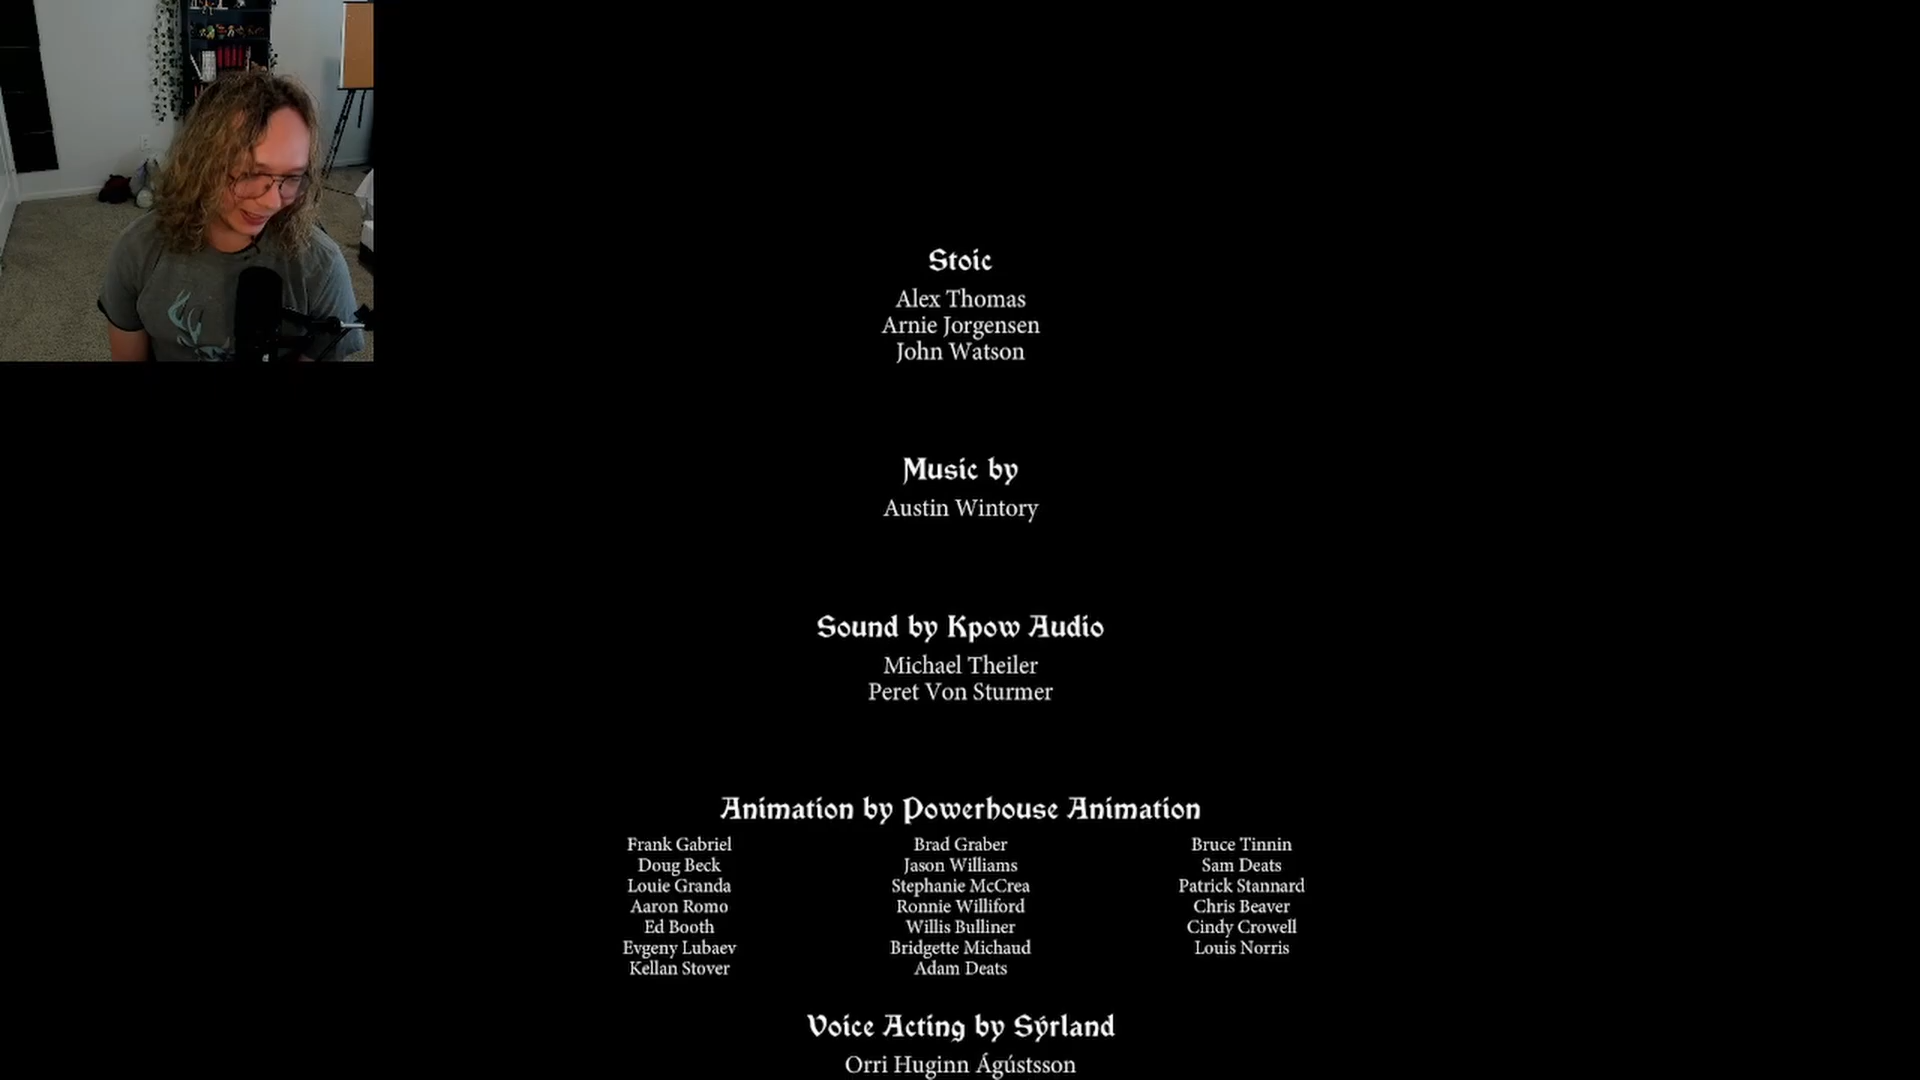 Stoic
Alex Thomas
Arnie Jorgensen
John Watson
Music by
Austin Wintory
Sound by Kpow Audio
Michael Theiler
Peret Von Sturmer
Animation by Powerhouse Animation
Frank Gabriel Brad Graber Bruce Tinnin
Doug Beck Jason Williams Sam Deats
Louie Granda Stephanie McCrea Patrick Stannard
Aaron Romo Ronnie Williford Chris Beaver
Ed Booth Willis Bulliner Cindy Crowell
Evgeny Lubaev Bridgette Michaud Louis Norris
Kellan Stover Adam Deats
Voice Acting by Sýrland
Orri Huginn Ágústsson